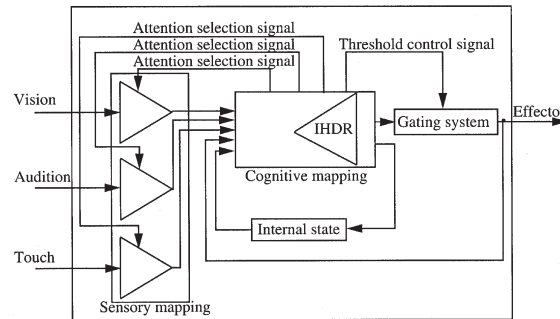 Attention selection signal
Attention selection signal
Attention selection signal
Threshold control signal
Vision
IHDR
Gating system
Effecto
Audition
Cognitive mapping
Internal state
Touch
Sensory mapping